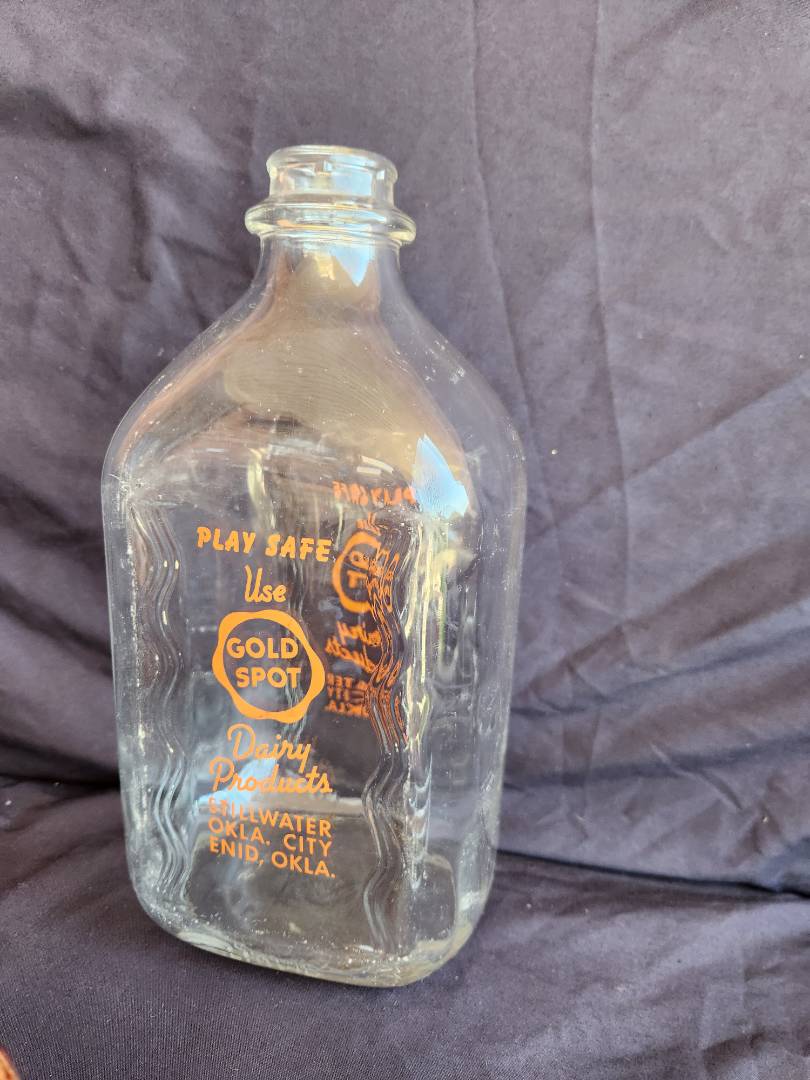 PLAY SAFE
Use
GOLD
SPOT
Dairy
Products
STILLWATER
OKLA. CITY
ENID, OKLA.